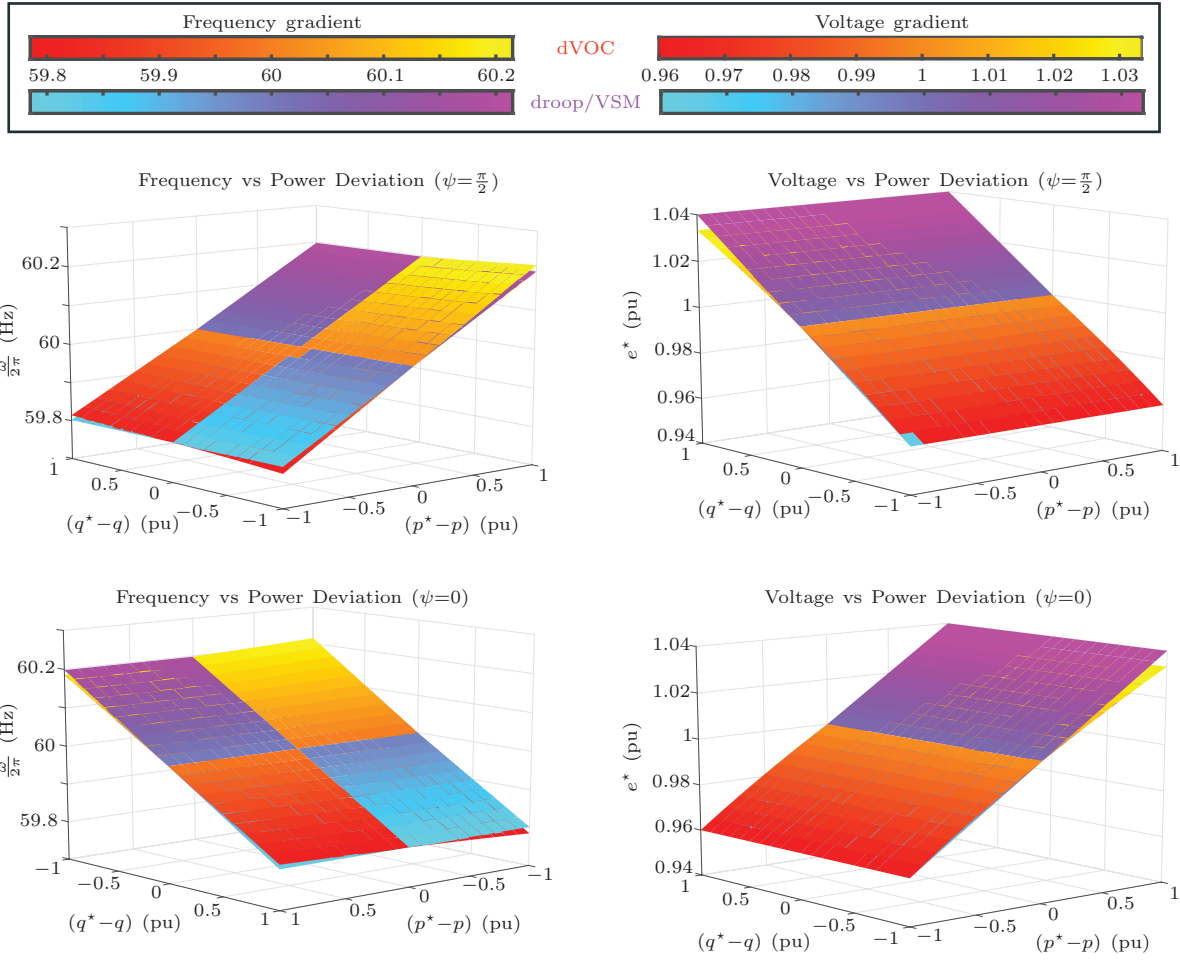 Frequency gradient
Voltage gradient
dVOC
59.8 59.9 60 60.1 60.2
0.96 0.97 0.98 0.99 1 1.01 1.02 1.03
droop/VSM
Frequency vs Power Deviation (ψ=π/2)
60.2
60
59.8
ω/2π (Hz)
1 0.5 0 −0.5 −1
(q⋆−q) (pu)
−1 −0.5 0 0.5 1
(p⋆−p) (pu)
Voltage vs Power Deviation (ψ=π/2)
1.04
1.02
1
0.98
0.96
0.94
e⋆ (pu)
1 0.5 0 −0.5 −1
(q⋆−q) (pu)
−1 −0.5 0 0.5 1
(p⋆−p) (pu)
Frequency vs Power Deviation (ψ=0)
60.2
60
59.8
ω/2π (Hz)
−1 −0.5 0 0.5 1
(q⋆−q) (pu)
1 0.5 0 -0.5 −1
(p⋆−p) (pu)
Voltage vs Power Deviation (ψ=0)
1.04
1.02
1
0.98
0.96
0.94
e⋆ (pu)
1 0.5 0 −0.5 −1
(q⋆−q) (pu)
−1 −0.5 0 0.5 1
(p⋆−p) (pu)